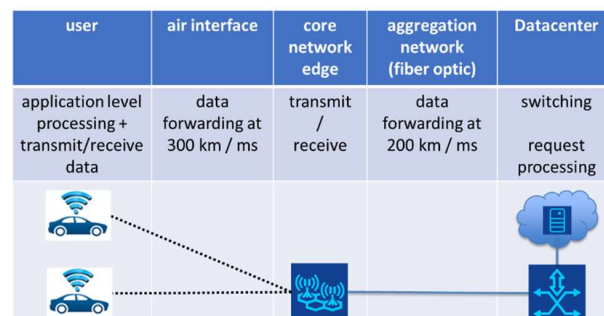 user
air interface
core
network
edge
aggregation
network
(fiber optic)
Datacenter
application level
processing +
transmit/receive
data
data
forwarding at
300 km / ms
transmit
/
receive
data
forwarding at
200 km / ms
switching
request
processing